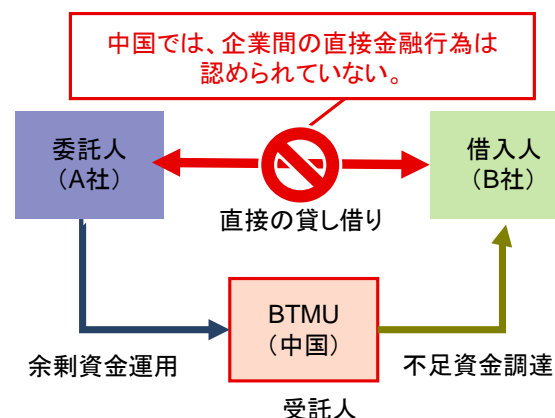 中国では、企業間の直接金融行為は
認められていない。
委託人
（A社）
借入人
（B社）
直接の貸し借り
BTMU
（中国）
余剰資金運用
不足資金調達
受託人